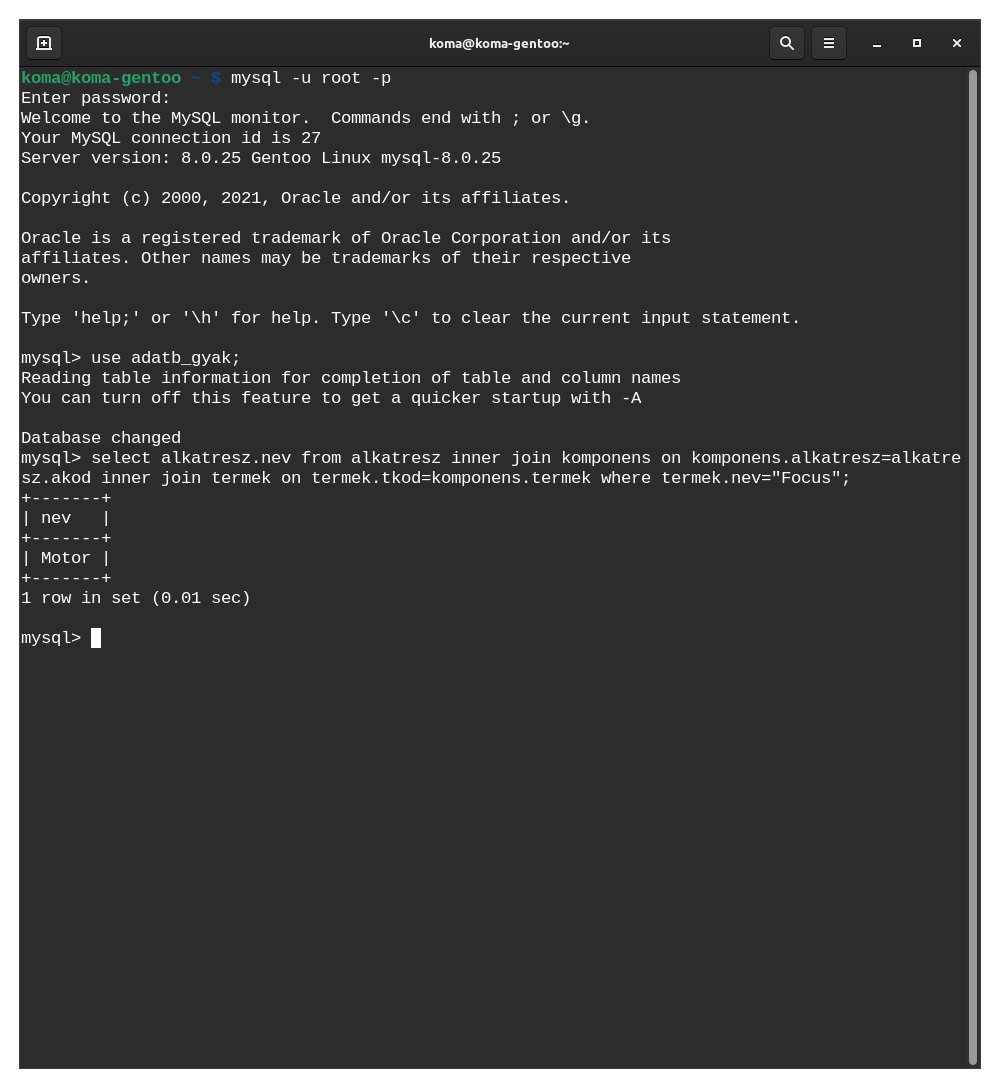 koma@koma-gentoo:~
koma@koma-gentoo ~ $ mysql -u root -p
Enter password:
Welcome to the MySQL monitor.  Commands end with ; or \g.
Your MySQL connection id is 27
Server version: 8.0.25 Gentoo Linux mysql-8.0.25

Copyright (c) 2000, 2021, Oracle and/or its affiliates.

Oracle is a registered trademark of Oracle Corporation and/or its
affiliates. Other names may be trademarks of their respective
owners.

Type 'help;' or '\h' for help. Type '\c' to clear the current input statement.

mysql> use adatb_gyak;
Reading table information for completion of table and column names
You can turn off this feature to get a quicker startup with -A

Database changed
mysql> select alkatresz.nev from alkatresz inner join komponens on komponens.alkatresz=alkatre
sz.akod inner join termek on termek.tkod=komponens.termek where termek.nev="Focus";
+-------+
| nev   |
+-------+
| Motor |
+-------+
1 row in set (0.01 sec)

mysql>